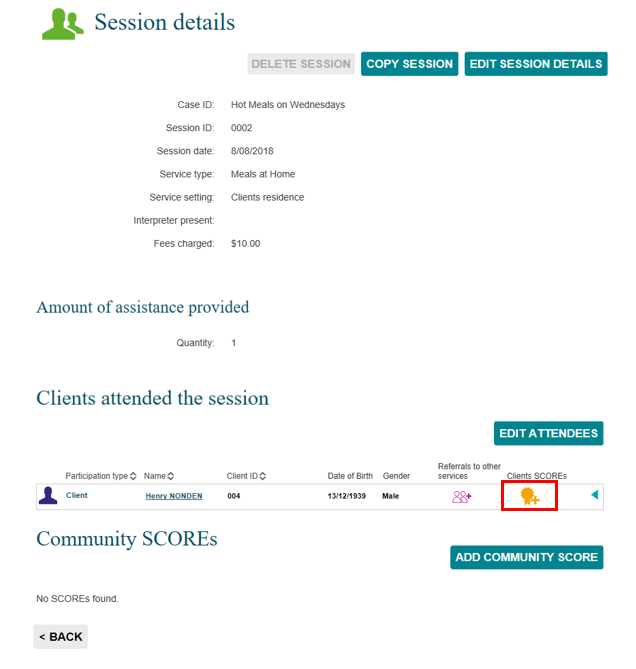 Session details
DELETE SESSION COPY SESSION EDIT SESSION DETAILS
Case ID: Hot Meals on Wednesdays
Session ID: 0002
Session date: 8/08/2018
Service type: Meals at Home
Service setting: Clients residence
Interpreter present:
Fees charged: $10.00
Amount of assistance provided
Quantity: 1
Clients attended the session
EDIT ATTENDEES
Participation type Name Client ID Date of Birth Gender Referrals to other services Clients SCOREs
Client Henry NONDEN 004 13/12/1939 Male
Community SCOREs
ADD COMMUNITY SCORE
No SCOREs found.
< BACK